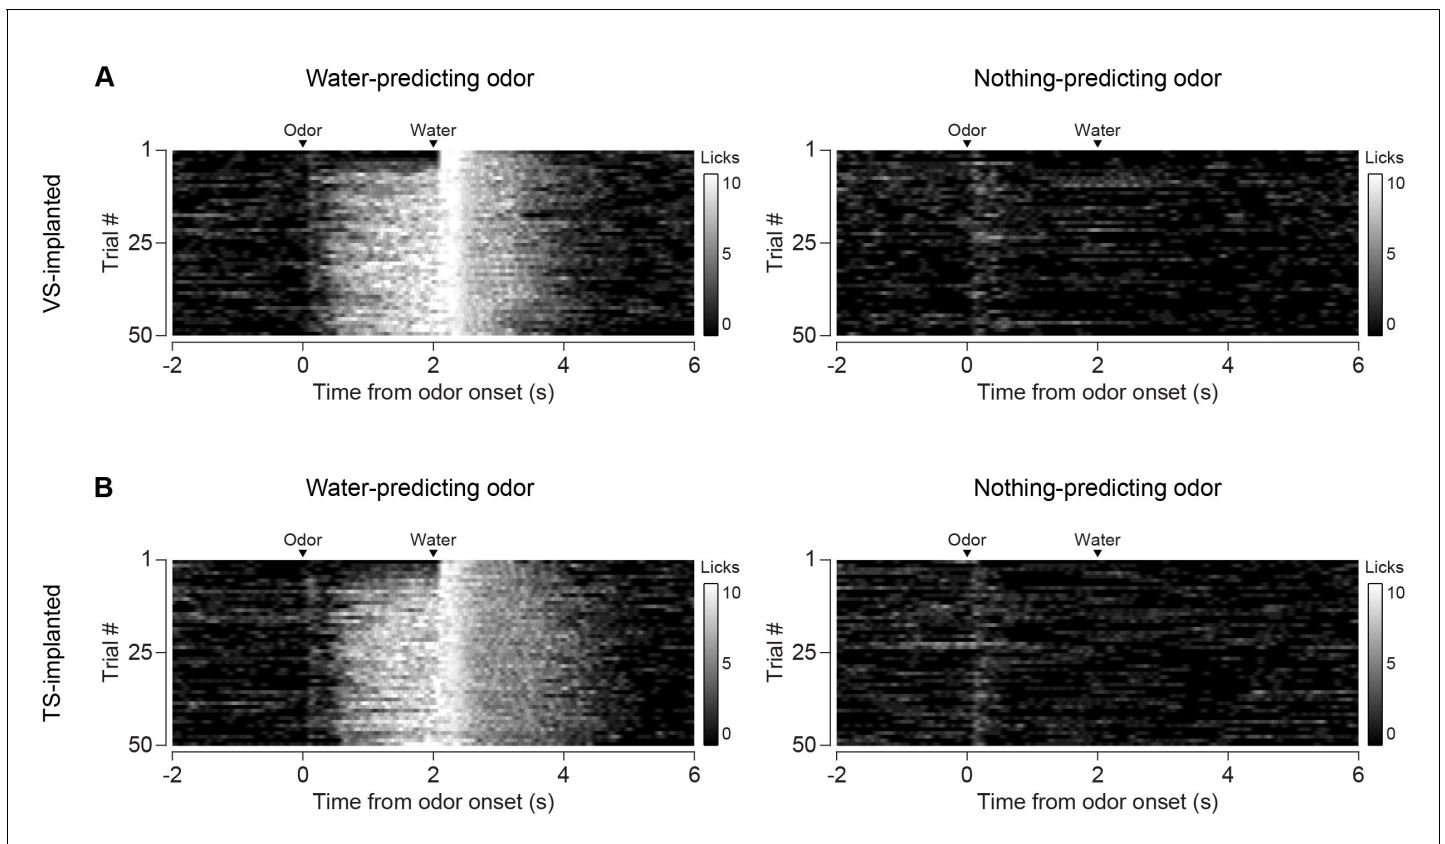 A
Water-predicting odor
Nothing-predicting odor
Odor
Water
Odor
Water
VS-implanted
Trial #
1
25
50
Licks
10
5
0
Trial #
1
25
50
Licks
10
5
0
-2 0 2 4 6
-2 0 2 4 6
Time from odor onset (s)
Time from odor onset (s)
B
Water-predicting odor
Nothing-predicting odor
Odor
Water
Odor
Water
TS-implanted
Trial #
1
25
50
Licks
10
5
0
Trial #
1
25
50
Licks
10
5
0
-2 0 2 4 6
-2 0 2 4 6
Time from odor onset (s)
Time from odor onset (s)